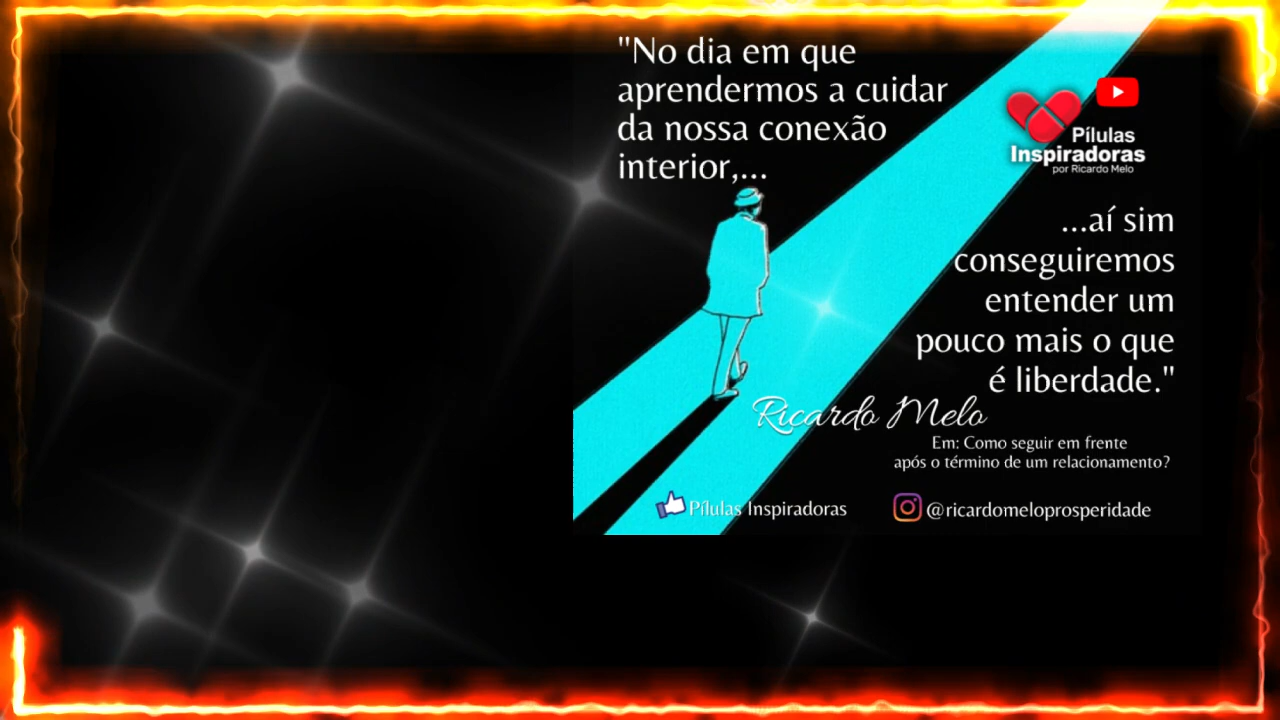 "No dia em que
aprendermos a cuidar
da nossa conexão
interior,...
Pílulas
Inspiradoras
por Ricardo Melo
...aí sim
conseguiremos
entender um
pouco mais o que
é liberdade."
Ricardo Melo
Em: Como seguir em frente
após o término de um relacionamento?
Pílulas Inspiradoras
@ricardomeloprosperidade